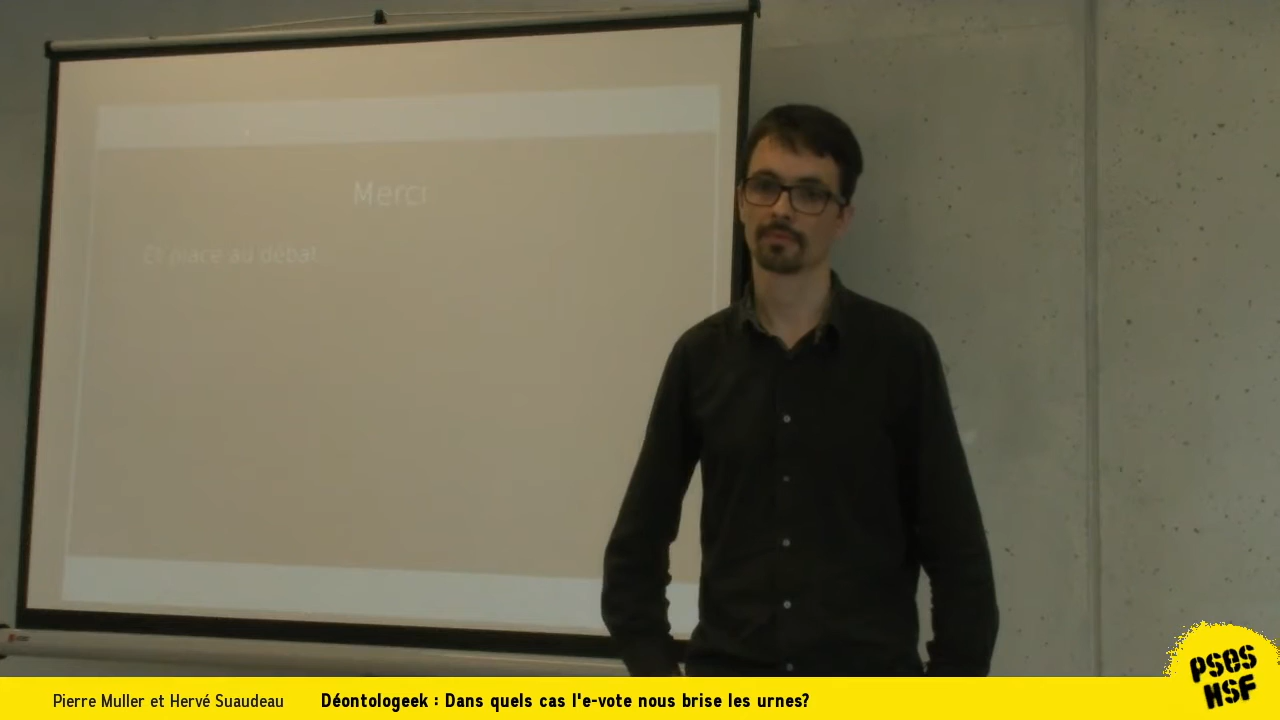 Merci
Et place au débat
Pierre Muller et Hervé Suaudeau
Déontologeek : Dans quels cas l'e-vote nous brise les urnes?
PSES
HSF